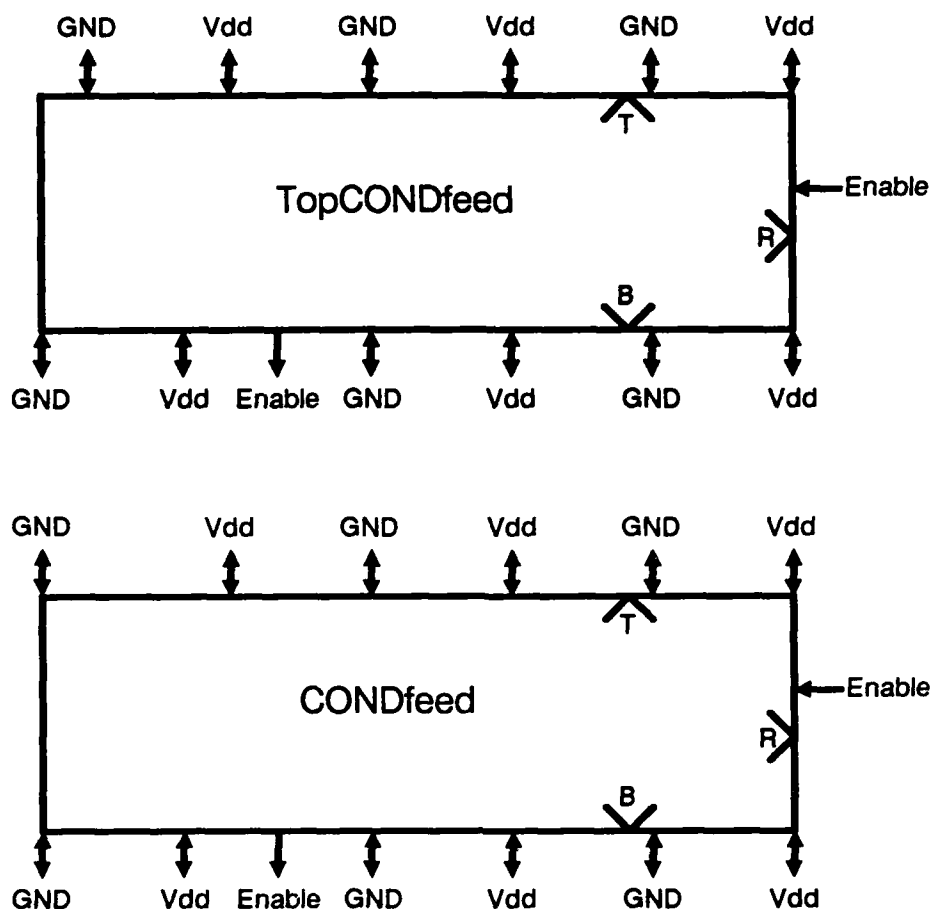 GND Vdd GND Vdd GND Vdd
T
TopCONDfeed
Enable
R
B
GND Vdd Enable GND Vdd GND Vdd
GND Vdd GND Vdd GND Vdd
T
CONDfeed
Enable
R
B
GND Vdd Enable GND Vdd GND Vdd